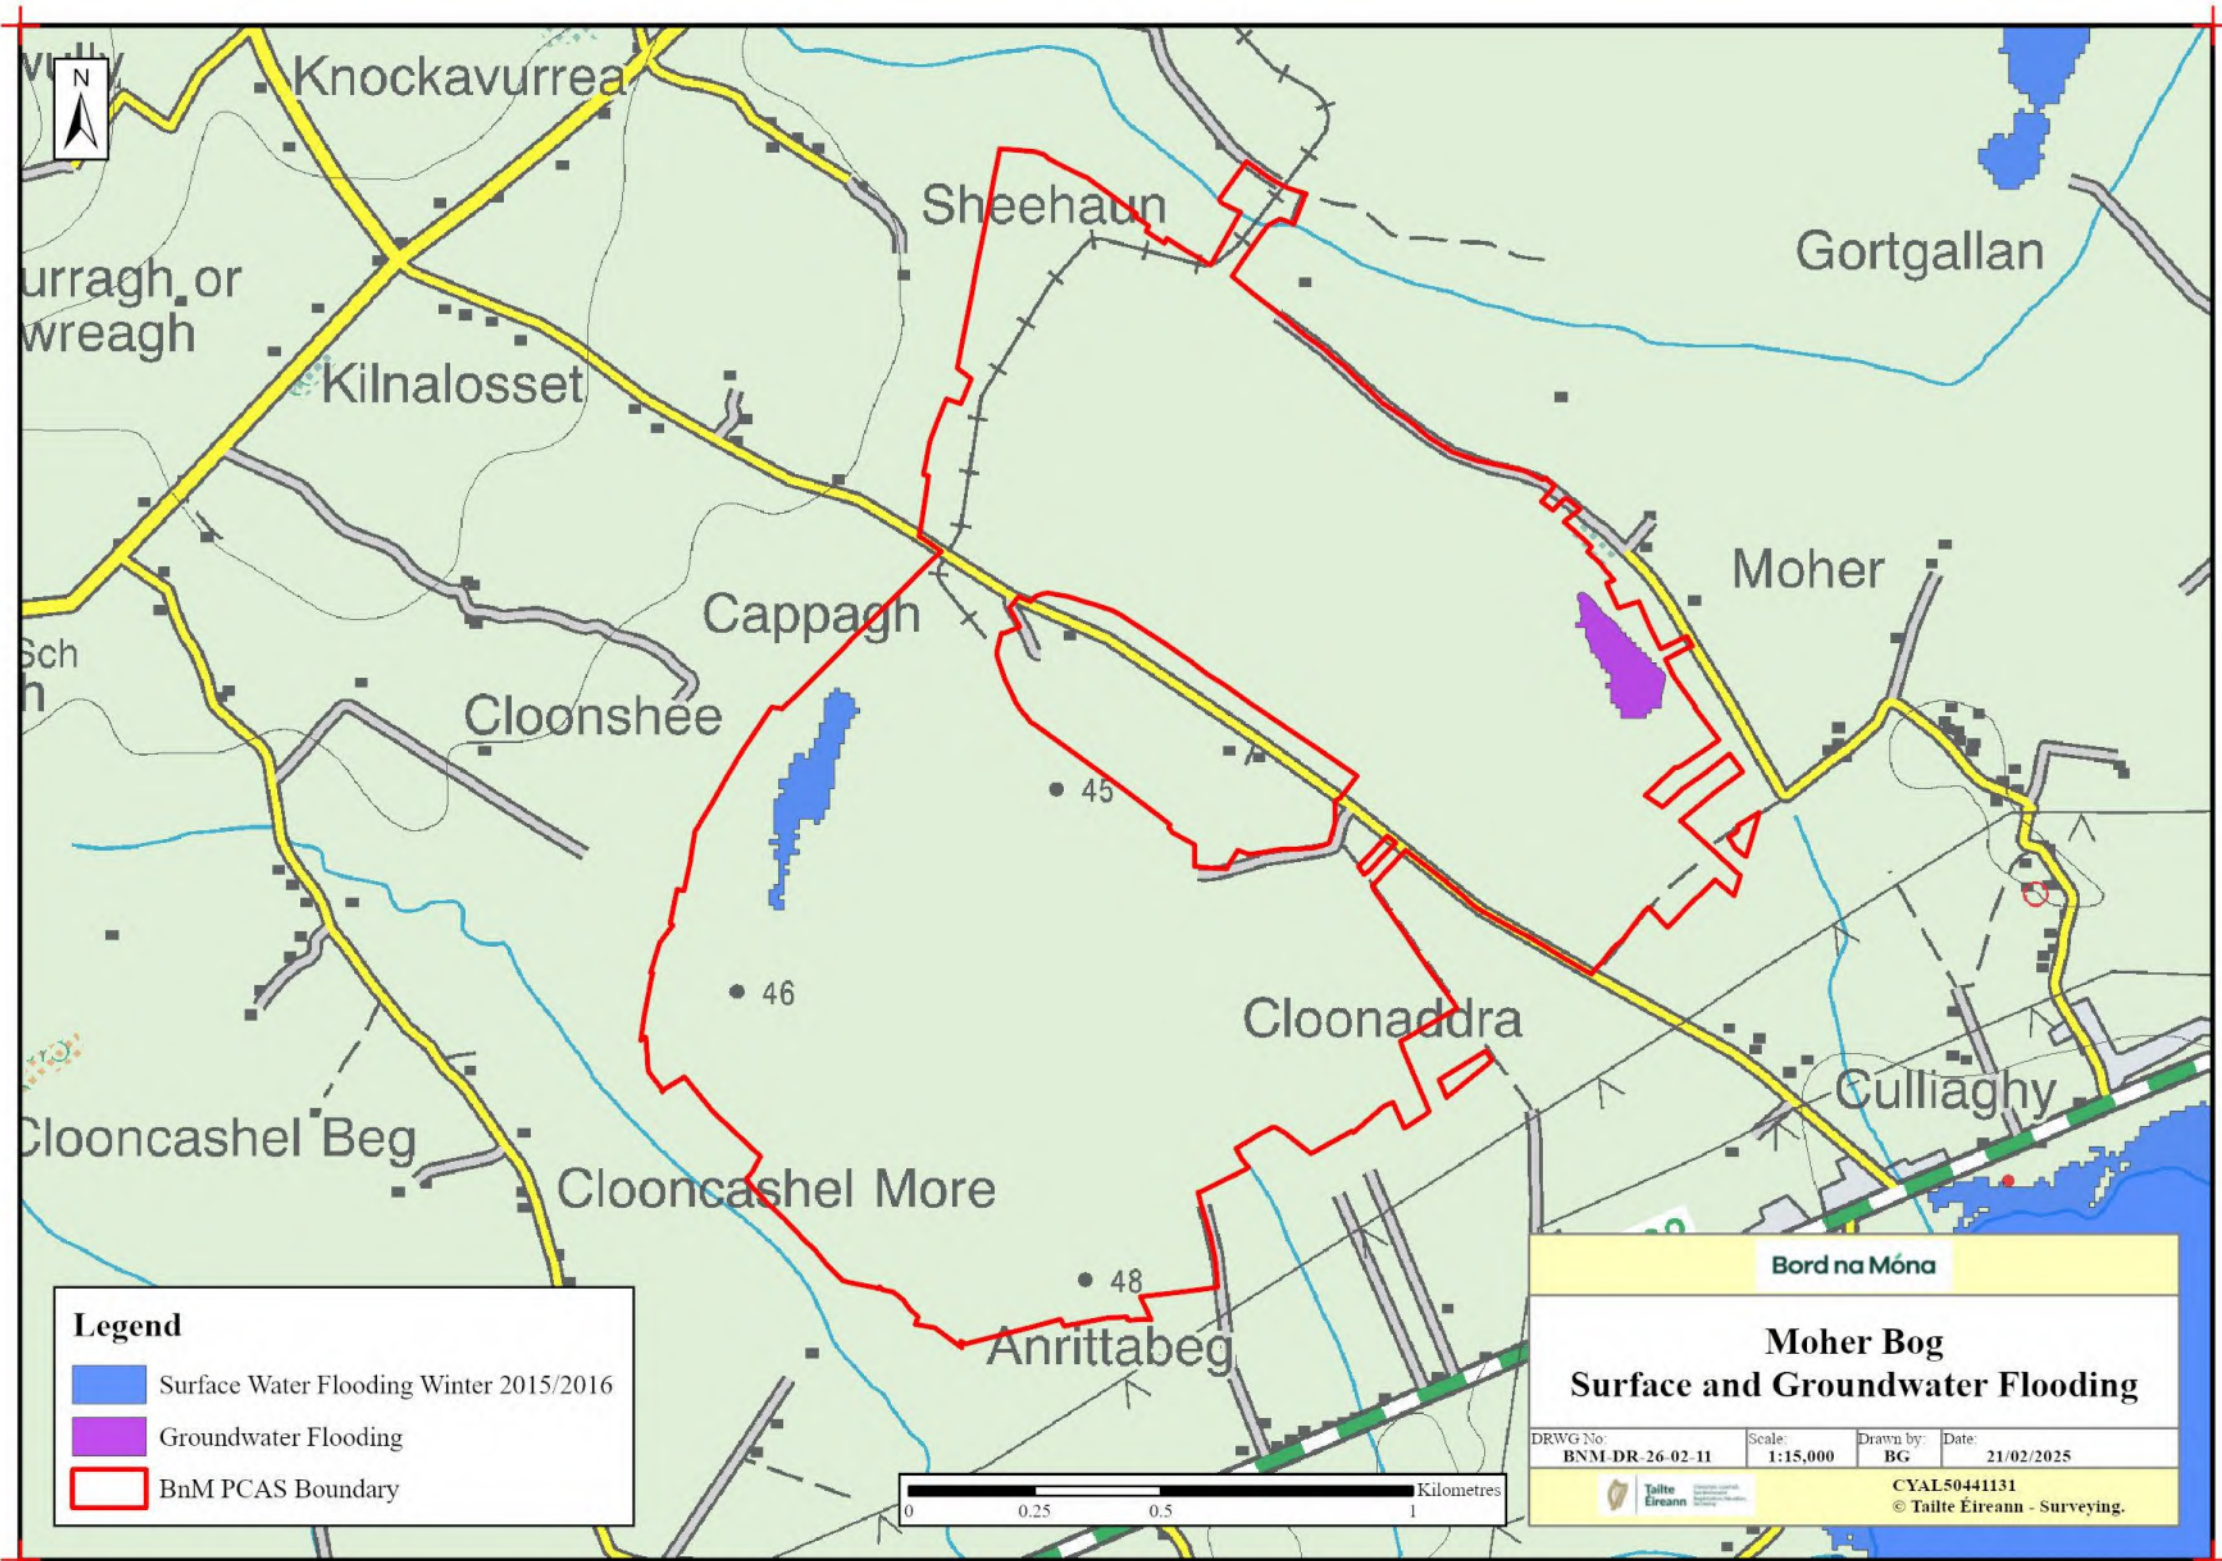 N
Knockavurrea
Sheehaun
Gortgallan
urragh or
wreagh
Kilnalosset
Moher
Cappagh
Sch
h
Cloonshee
45
46
Cloonaddra
Culliaghy
Clooncashel Beg
Clooncashel More
48
Anrittabeg
Legend
Surface Water Flooding Winter 2015/2016
Groundwater Flooding
BnM PCAS Boundary
0 0.25 0.5 1 Kilometres
Bord na Móna
Moher Bog
Surface and Groundwater Flooding
DRWG No: Scale: Drawn by: Date:
BNM-DR-26-02-11 1:15,000 BG 21/02/2025
Tailte
Éireann
CYAL50441131
© Tailte Éireann - Surveying.